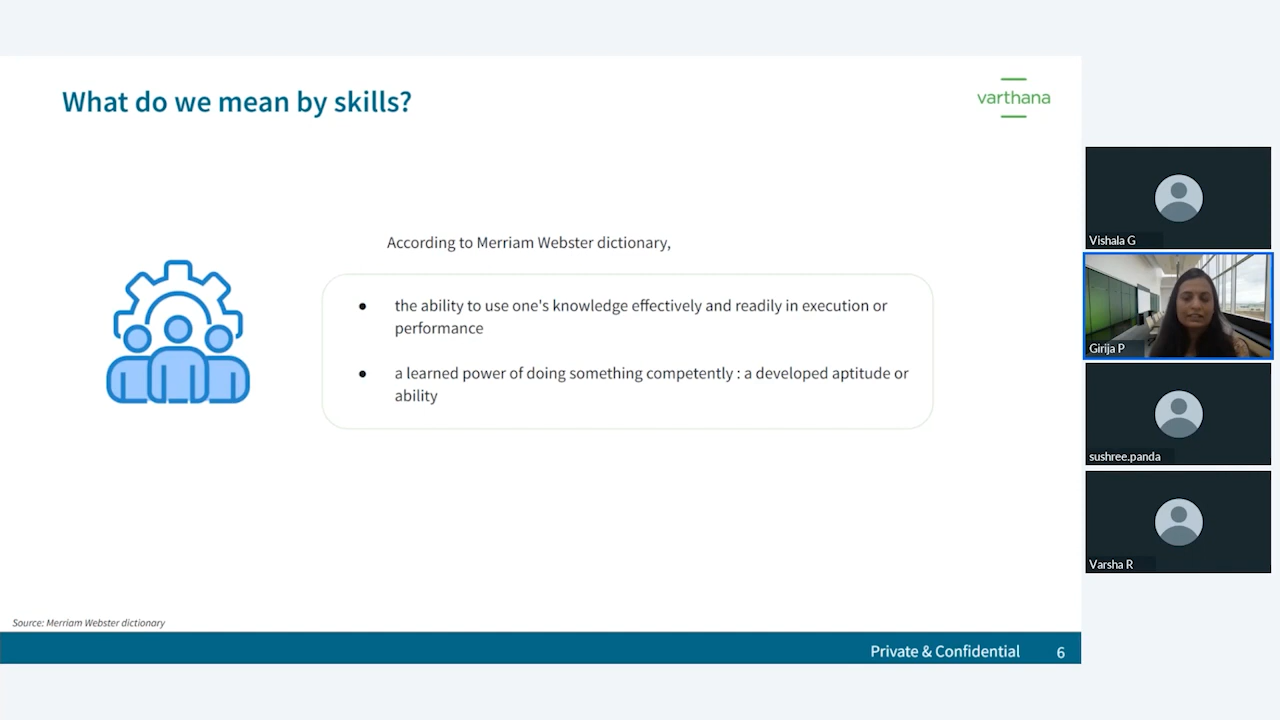 What do we mean by skills?
varthana
According to Merriam Webster dictionary,
● the ability to use one's knowledge effectively and readily in execution or
performance
● a learned power of doing something competently : a developed aptitude or
ability
Source: Merriam Webster dictionary
Private & Confidential 6
Vishala G
Girija P
sushree.panda
Varsha R